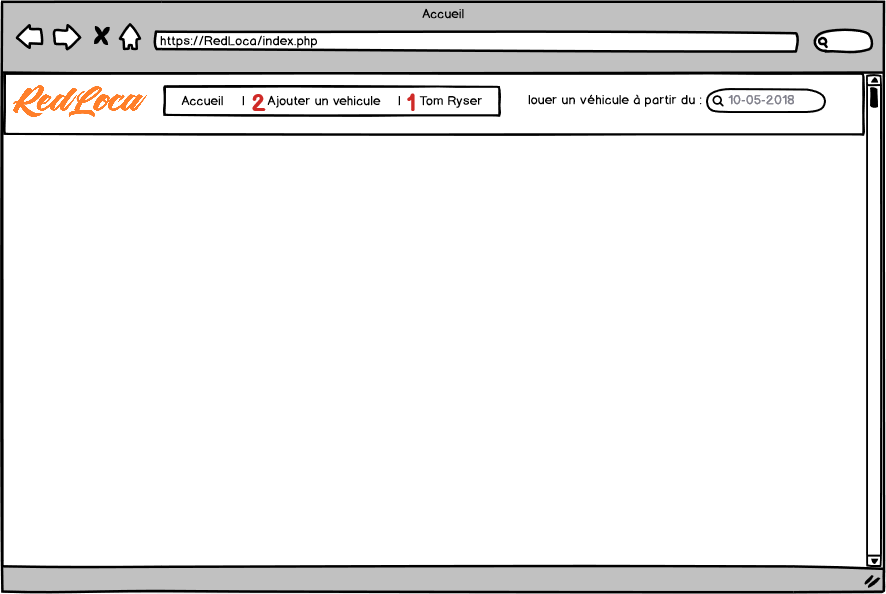 Accueil
https://RedLoca/index.php
RedLoca
Accueil | 2 Ajouter un vehicule | 1 Tom Ryser
louer un véhicule à partir du : 10-05-2018